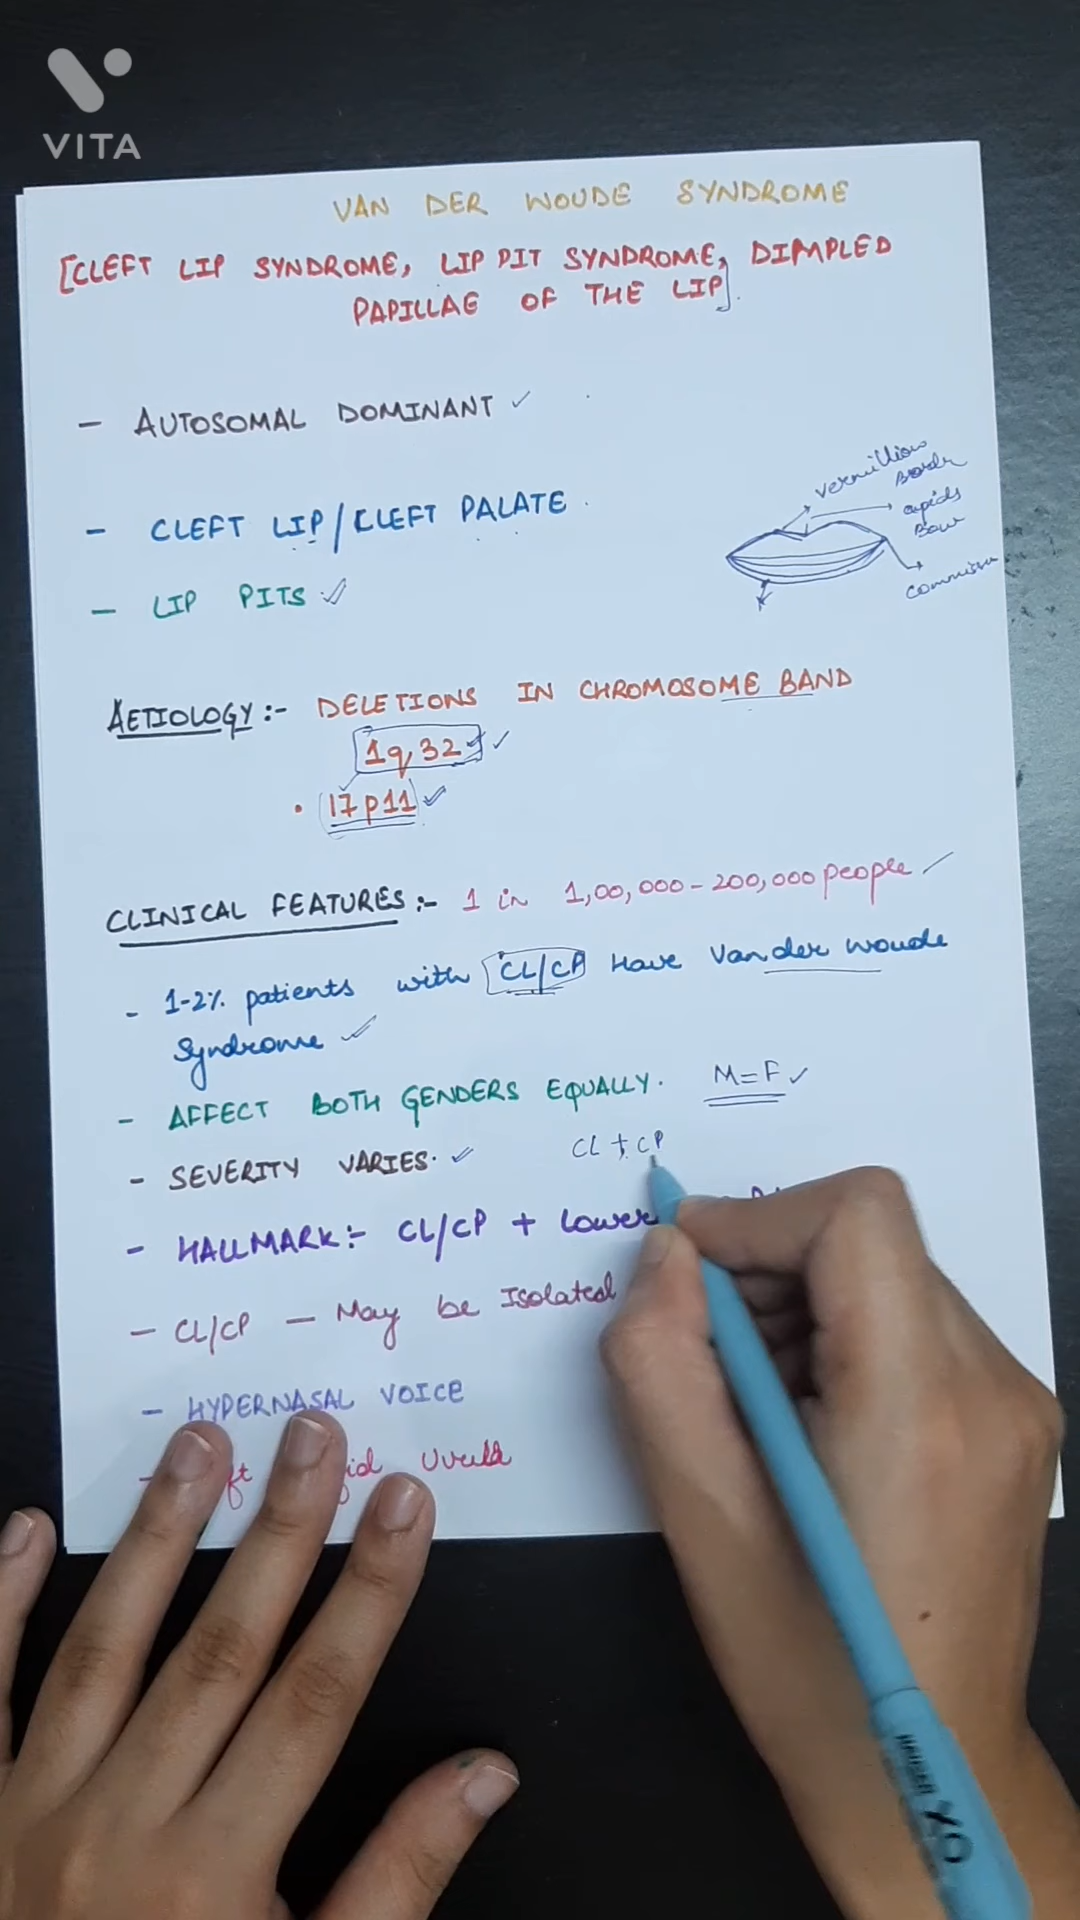 VITA
VAN DER WOUDE SYNDROME
[CLEFT LIP SYNDROME, LIP PIT SYNDROME, DIMPLED
PAPILLAE OF THE LIP].
- AUTOSOMAL DOMINANT ✓
- CLEFT LIP/CLEFT PALATE.
- LIP PITS ✓
vermillion
Border
cupids
Bow
AETIOLOGY:- DELETIONS IN CHROMOSOME BAND
1q,32 ✓
• 17p11 ✓
CLINICAL FEATURES:- 1 in 1,00,000-200,000 people ✓
- 1-2% patients with CL/CP Have Van der woude
Syndrome ✓
- AFFECT BOTH GENDERS EQUALLY. M=F ✓
- SEVERITY VARIES. ✓ CL + CP
- HALLMARK:- CL/CP + Lower
- CL/CP - May be Isolated
- HYPERNASAL VOICE
Uvula